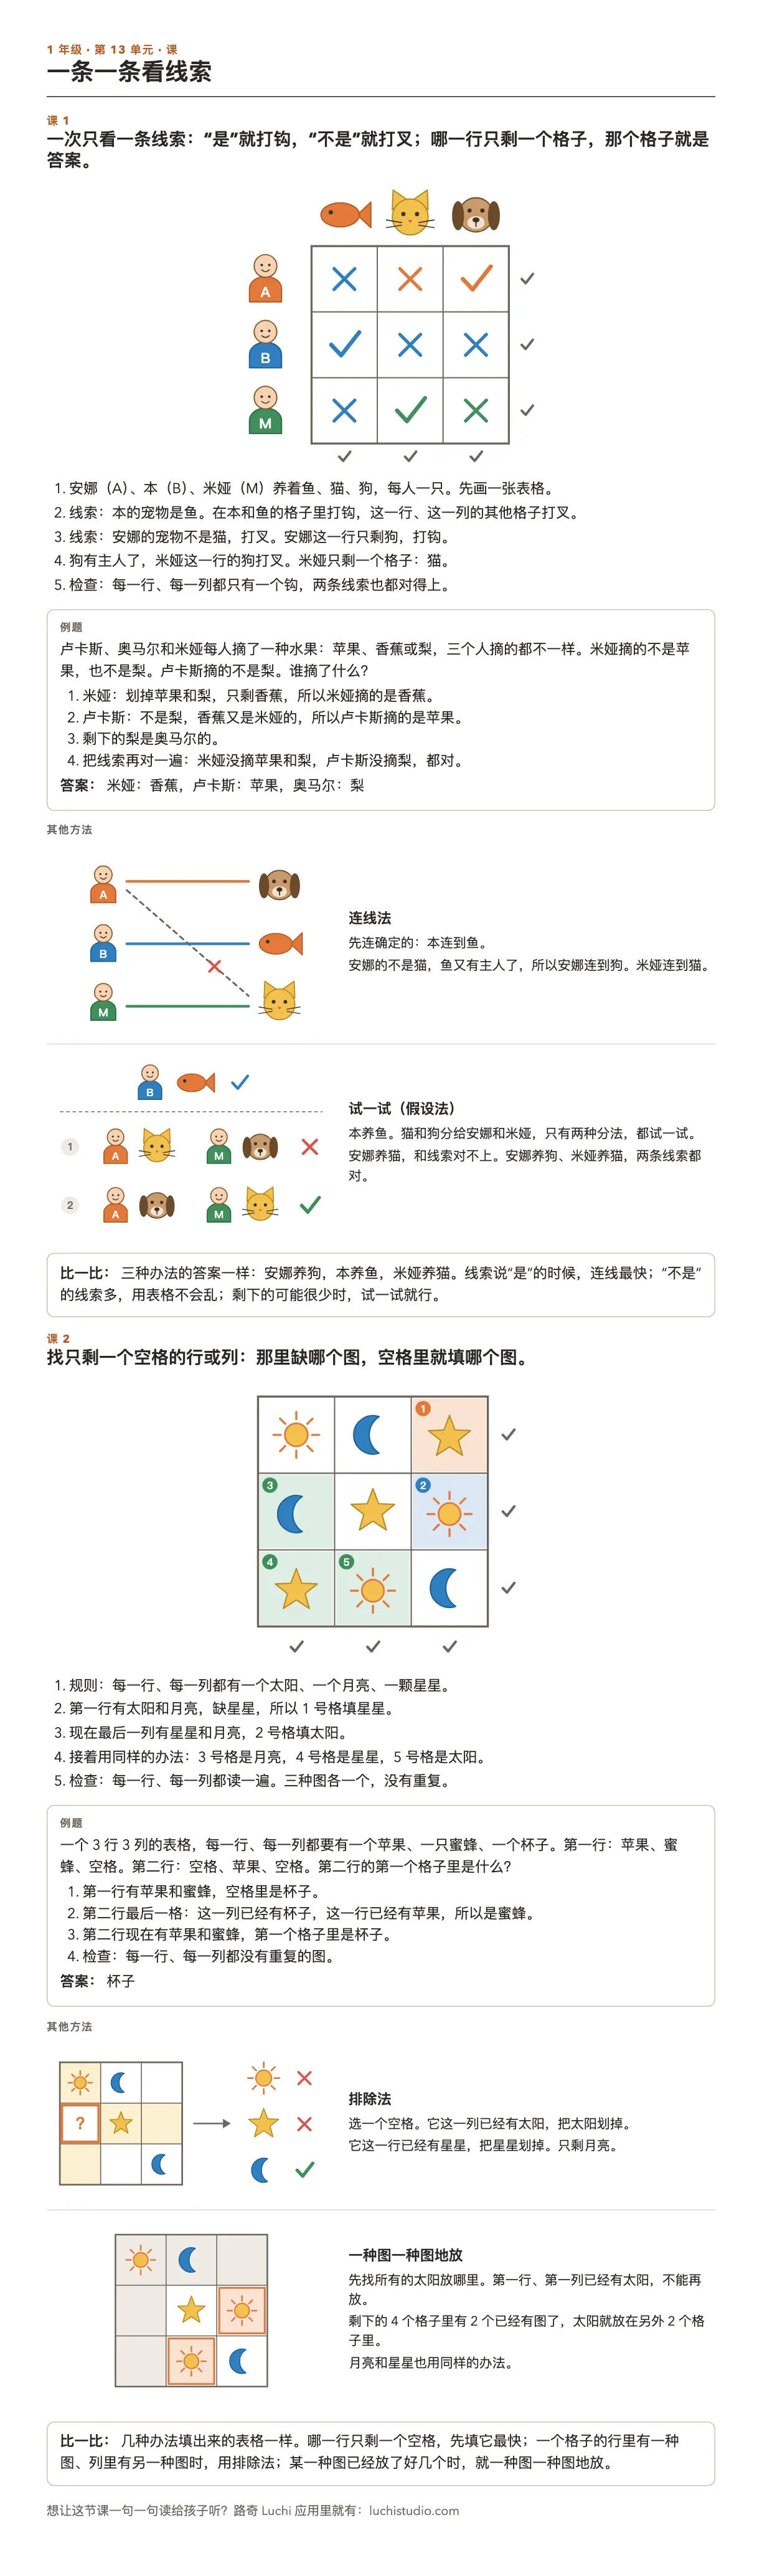 1 年级 · 第 13 单元 · 课
一条一条看线索
课 1
一次只看一条线索：“是”就打钩，“不是”就打叉；哪一行只剩一个格子，那个格子就是
答案。
A
B
M
1. 安娜（A）、本（B）、米娅（M）养着鱼、猫、狗，每人一只。先画一张表格。
2. 线索：本的宠物是鱼。在本和鱼的格子里打钩，这一行、这一列的其他格子打叉。
3. 线索：安娜的宠物不是猫，打叉。安娜这一行只剩狗，打钩。
4. 狗有主人了，米娅这一行的狗打叉。米娅只剩一个格子：猫。
5. 检查：每一行、每一列都只有一个钩，两条线索也都对得上。
例题
卢卡斯、奥马尔和米娅每人摘了一种水果：苹果、香蕉或梨，三个人摘的都不一样。米娅摘的不是苹
果，也不是梨。卢卡斯摘的不是梨。谁摘了什么？
1. 米娅：划掉苹果和梨，只剩香蕉，所以米娅摘的是香蕉。
2. 卢卡斯：不是梨，香蕉又是米娅的，所以卢卡斯摘的是苹果。
3. 剩下的梨是奥马尔的。
4. 把线索再对一遍：米娅没摘苹果和梨，卢卡斯没摘梨，都对。
答案： 米娅：香蕉，卢卡斯：苹果，奥马尔：梨
其他方法
A
B
M
连线法
先连确定的：本连到鱼。
安娜的不是猫，鱼又有主人了，所以安娜连到狗。米娅连到猫。
B
1 A M
2 A M
试一试（假设法）
本养鱼。猫和狗分给安娜和米娅，只有两种分法，都试一试。
安娜养猫，和线索对不上。安娜养狗、米娅养猫，两条线索都
对。
比一比： 三种办法的答案一样：安娜养狗，本养鱼，米娅养猫。线索说“是”的时候，连线最快；“不是”
的线索多，用表格不会乱；剩下的可能很少时，试一试就行。
课 2
找只剩一个空格的行或列：那里缺哪个图，空格里就填哪个图。
1
3 2
4 5
1. 规则：每一行、每一列都有一个太阳、一个月亮、一颗星星。
2. 第一行有太阳和月亮，缺星星，所以 1 号格填星星。
3. 现在最后一列有星星和月亮，2 号格填太阳。
4. 接着用同样的办法：3 号格是月亮，4 号格是星星，5 号格是太阳。
5. 检查：每一行、每一列都读一遍。三种图各一个，没有重复。
例题
一个 3 行 3 列的表格，每一行、每一列都要有一个苹果、一只蜜蜂、一个杯子。第一行：苹果、蜜
蜂、空格。第二行：空格、苹果、空格。第二行的第一个格子里是什么？
1. 第一行有苹果和蜜蜂，空格里是杯子。
2. 第二行最后一格：这一列已经有杯子，这一行已经有苹果，所以是蜜蜂。
3. 第二行现在有苹果和蜜蜂，第一个格子里是杯子。
4. 检查：每一行、每一列都没有重复的图。
答案： 杯子
其他方法
?
排除法
选一个空格。它这一列已经有太阳，把太阳划掉。
它这一行已经有星星，把星星划掉。只剩月亮。
一种图一种图地放
先找所有的太阳放哪里。第一行、第一列已经有太阳，不能再
放。
剩下的 4 个格子里有 2 个已经有图了，太阳就放在另外 2 个格
子里。
月亮和星星也用同样的办法。
比一比： 几种办法填出来的表格一样。哪一行只剩一个空格，先填它最快；一个格子的行里有一种
图、列里有另一种图时，用排除法；某一种图已经放了好几个时，就一种图一种图地放。
想让这节课一句一句读给孩子听？路奇 Luchi 应用里就有：luchistudio.com